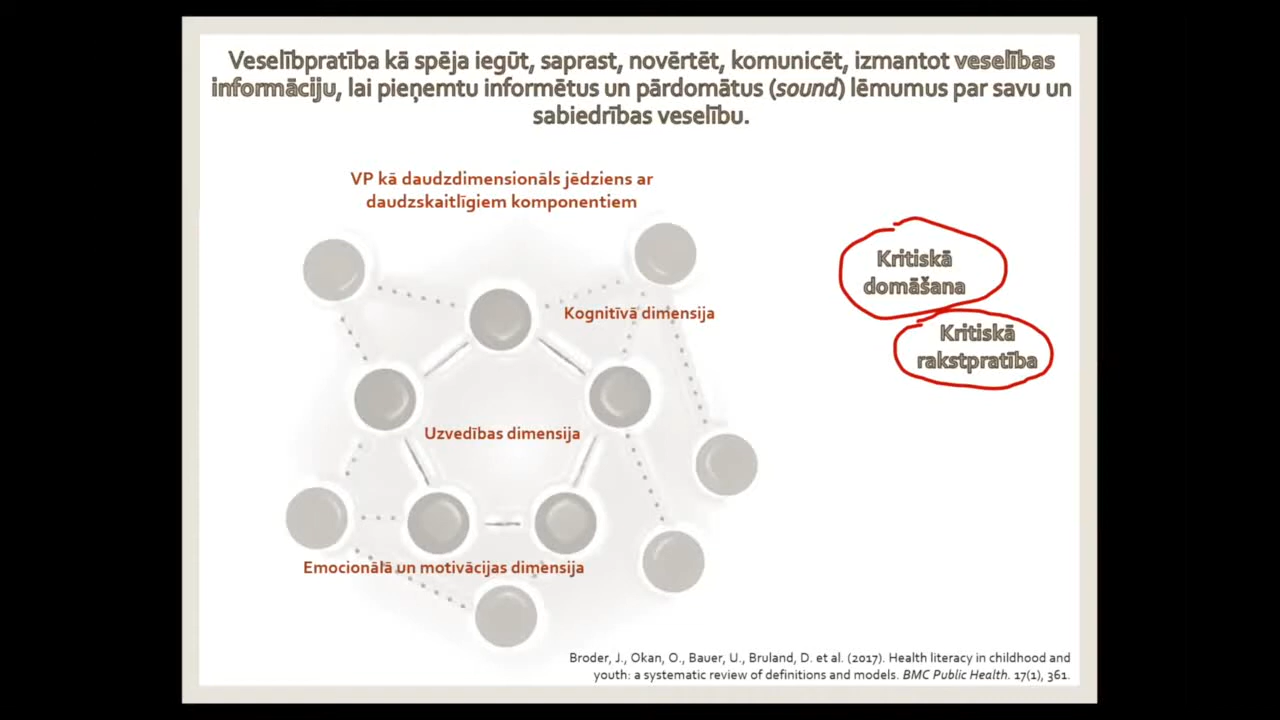 Veselībpratība kā spēja iegūt, saprast, novērtēt, komunicēt, izmantot veselības
informāciju, lai pieņemtu informētus un pārdomātus (sound) lēmumus par savu un
sabiedrības veselību.
VP kā daudzdimensionāls jēdziens ar
daudzskaitlīgiem komponentiem
Kritiskā
domāšana
Kognitīvā dimensija
Kritiskā
rakstpratība
Uzvedības dimensija
Emocionālā un motivācijas dimensija
Broder, J., Okan, O., Bauer, U., Bruland, D. et al. (2017). Health literacy in childhood and
youth: a systematic review of definitions and models. BMC Public Health. 17(1), 361.